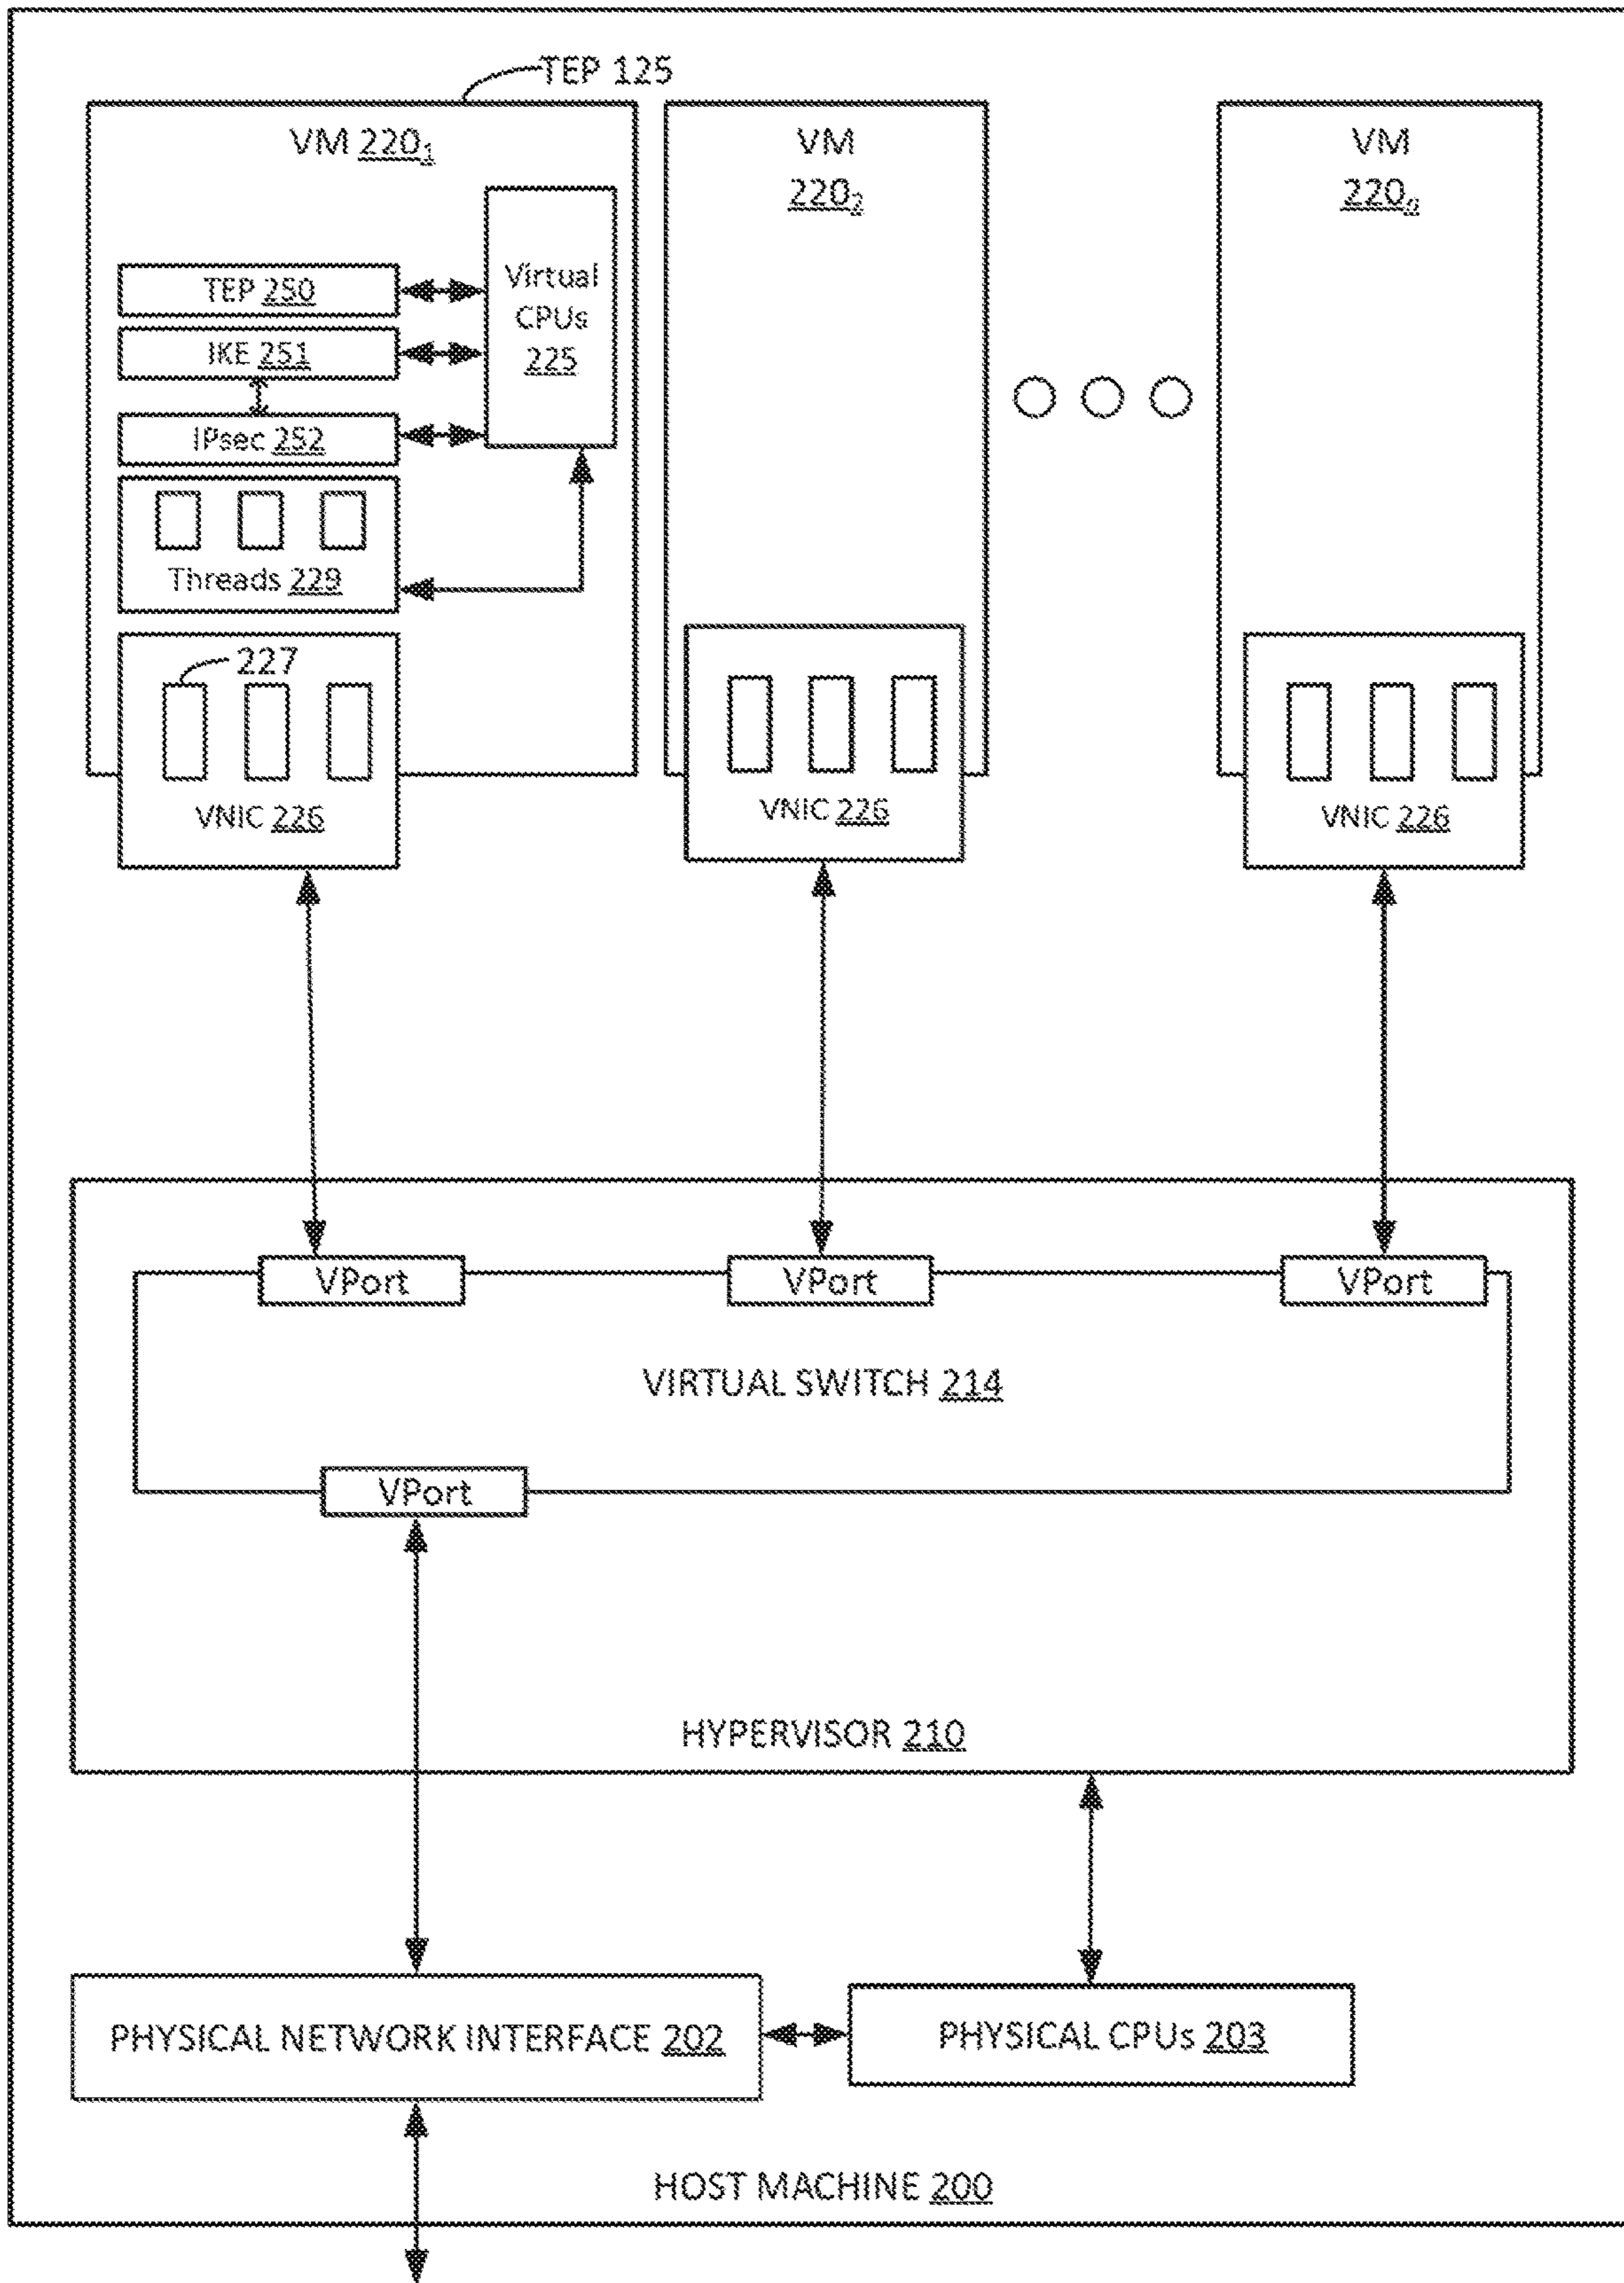 TEP 125
VM 220₁
VM
220₂
VM
220ₙ
TEP 250
IKE 251
IPsec 252
Virtual
CPUs
225
Threads 229
227
VNIC 226
VNIC 226
VNIC 226
VPort
VPort
VPort
VIRTUAL SWITCH 214
VPort
HYPERVISOR 210
PHYSICAL NETWORK INTERFACE 202
PHYSICAL CPUs 203
HOST MACHINE 200